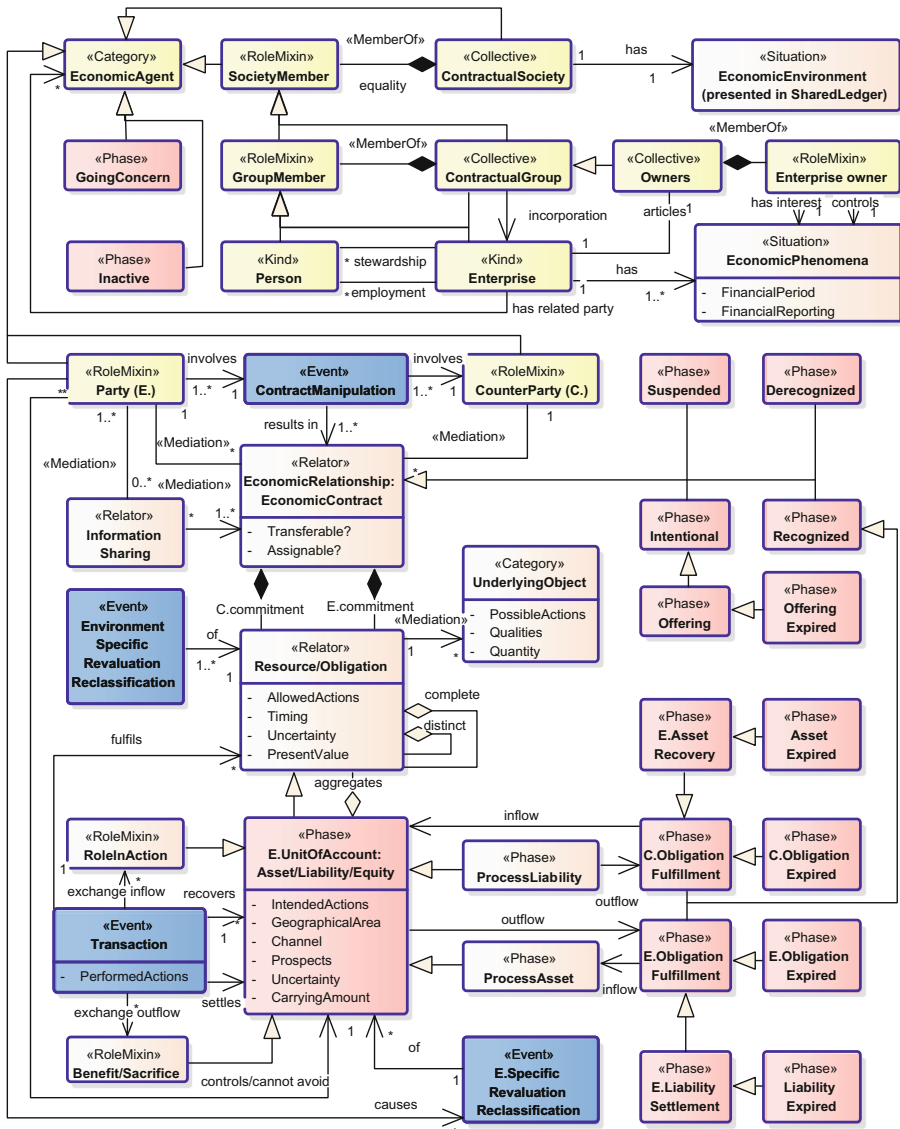 «Category»
EconomicAgent
«RoleMixin»
SocietyMember
«MemberOf»
equality
«Collective»
ContractualSociety
1
has
1
«Situation»
EconomicEnvironment
(presented in SharedLedger)
*
«Phase»
GoingConcern
«RoleMixin»
GroupMember
«MemberOf»
«Collective»
ContractualGroup
«Collective»
Owners
«MemberOf»
«RoleMixin»
Enterprise owner
incorporation
articles
1
has interest
1
controls
1
«Phase»
Inactive
«Kind»
Person
* stewardship
*
employment
«Kind»
Enterprise
1
1
has
1..*
has related party
«Situation»
EconomicPhenomena
- FinancialPeriod
- FinancialReporting
«RoleMixin»
Party (E.)
**
involves
1..*
1
«Event»
ContractManipulation
involves
1..*
1
«RoleMixin»
CounterParty (C.)
«Phase»
Suspended
«Phase»
Derecognized
1..*
1
results in
1..*
1
«Mediation»
*
«Mediation»
*
«Mediation»
0..*
«Mediation»
«Relator»
EconomicRelationship:
EconomicContract
- Transferable?
- Assignable?
«Relator»
Information
Sharing
*
1..*
«Phase»
Intentional
«Phase»
Recognized
«Category»
UnderlyingObject
- PossibleActions
- Qualities
- Quantity
«Phase»
Offering
«Phase»
Offering
Expired
C.commitment
E.commitment
«Mediation»
1
*
«Event»
Environment
Specific
Revaluation
Reclassification
of
1..*
1
«Relator»
Resource/Obligation
- AllowedActions
- Timing
- Uncertainty
- PresentValue
complete
distinct
fulfils
*
aggregates
«Phase»
E.Asset
Recovery
«Phase»
Asset
Expired
«RoleMixin»
RoleInAction
1
*
exchange inflow
«Phase»
E.UnitOfAccount:
Asset/Liability/Equity
- IntendedActions
- GeographicalArea
- Channel
- Prospects
- Uncertainty
- CarryingAmount
inflow
«Phase»
ProcessLiability
«Phase»
C.Obligation
Fulfillment
«Phase»
C.Obligation
Expired
outflow
recovers
*
1
«Event»
Transaction
- PerformedActions
settles
outflow
«Phase»
ProcessAsset
inflow
«Phase»
E.Obligation
Fulfillment
«Phase»
E.Obligation
Expired
*
exchange outflow
«RoleMixin»
Benefit/Sacrifice
1
*
controls/cannot avoid
of
1
causes
*
«Event»
E.Specific
Revaluation
Reclassification
«Phase»
E.Liability
Settlement
«Phase»
Liability
Expired